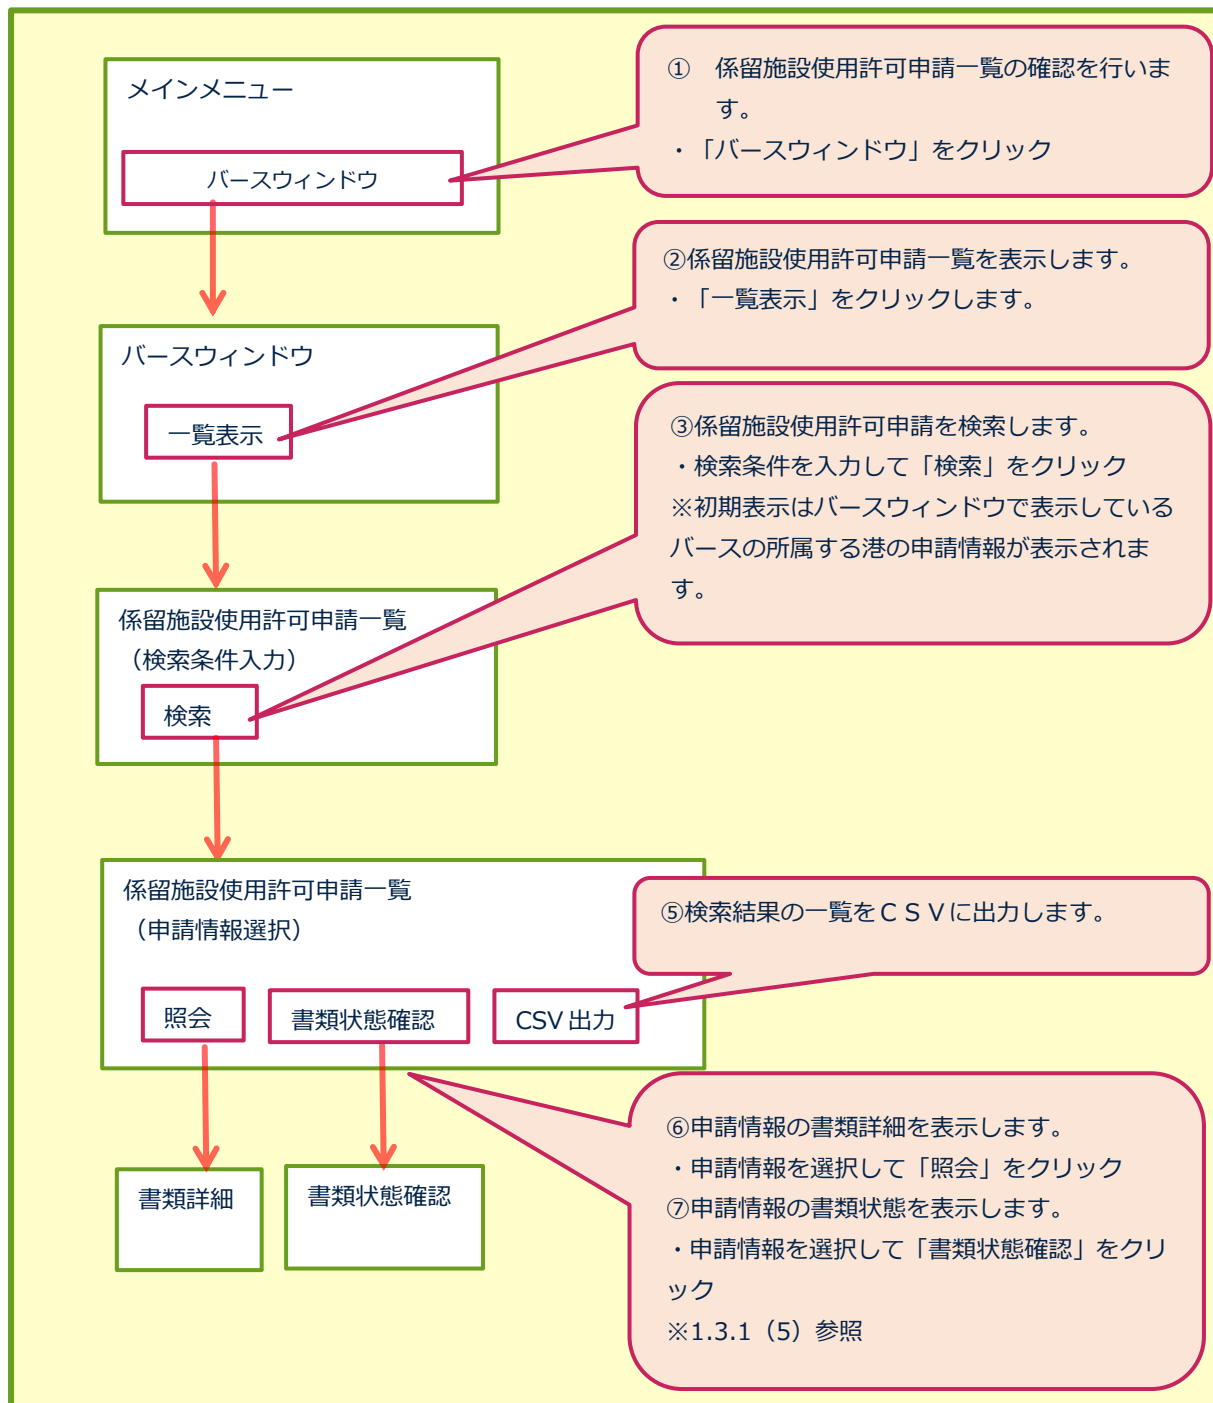 メインメニュー
バースウィンドウ
① 係留施設使用許可申請一覧の確認を行いま
す。
・「バースウィンドウ」をクリック
②係留施設使用許可申請一覧を表示します。
・「一覧表示」をクリックします。
バースウィンドウ
一覧表示
③係留施設使用許可申請を検索します。
・検索条件を入力して「検索」をクリック
※初期表示はバースウィンドウで表示している
バースの所属する港の申請情報が表示されま
す。
係留施設使用許可申請一覧
（検索条件入力）
検索
係留施設使用許可申請一覧
（申請情報選択）
⑤検索結果の一覧をＣＳＶに出力します。
照会
書類状態確認
CSV 出力
⑥申請情報の書類詳細を表示します。
・申請情報を選択して「照会」をクリック
⑦申請情報の書類状態を表示します。
・申請情報を選択して「書類状態確認」をクリ
ック
※1.3.1（5）参照
書類詳細
書類状態確認